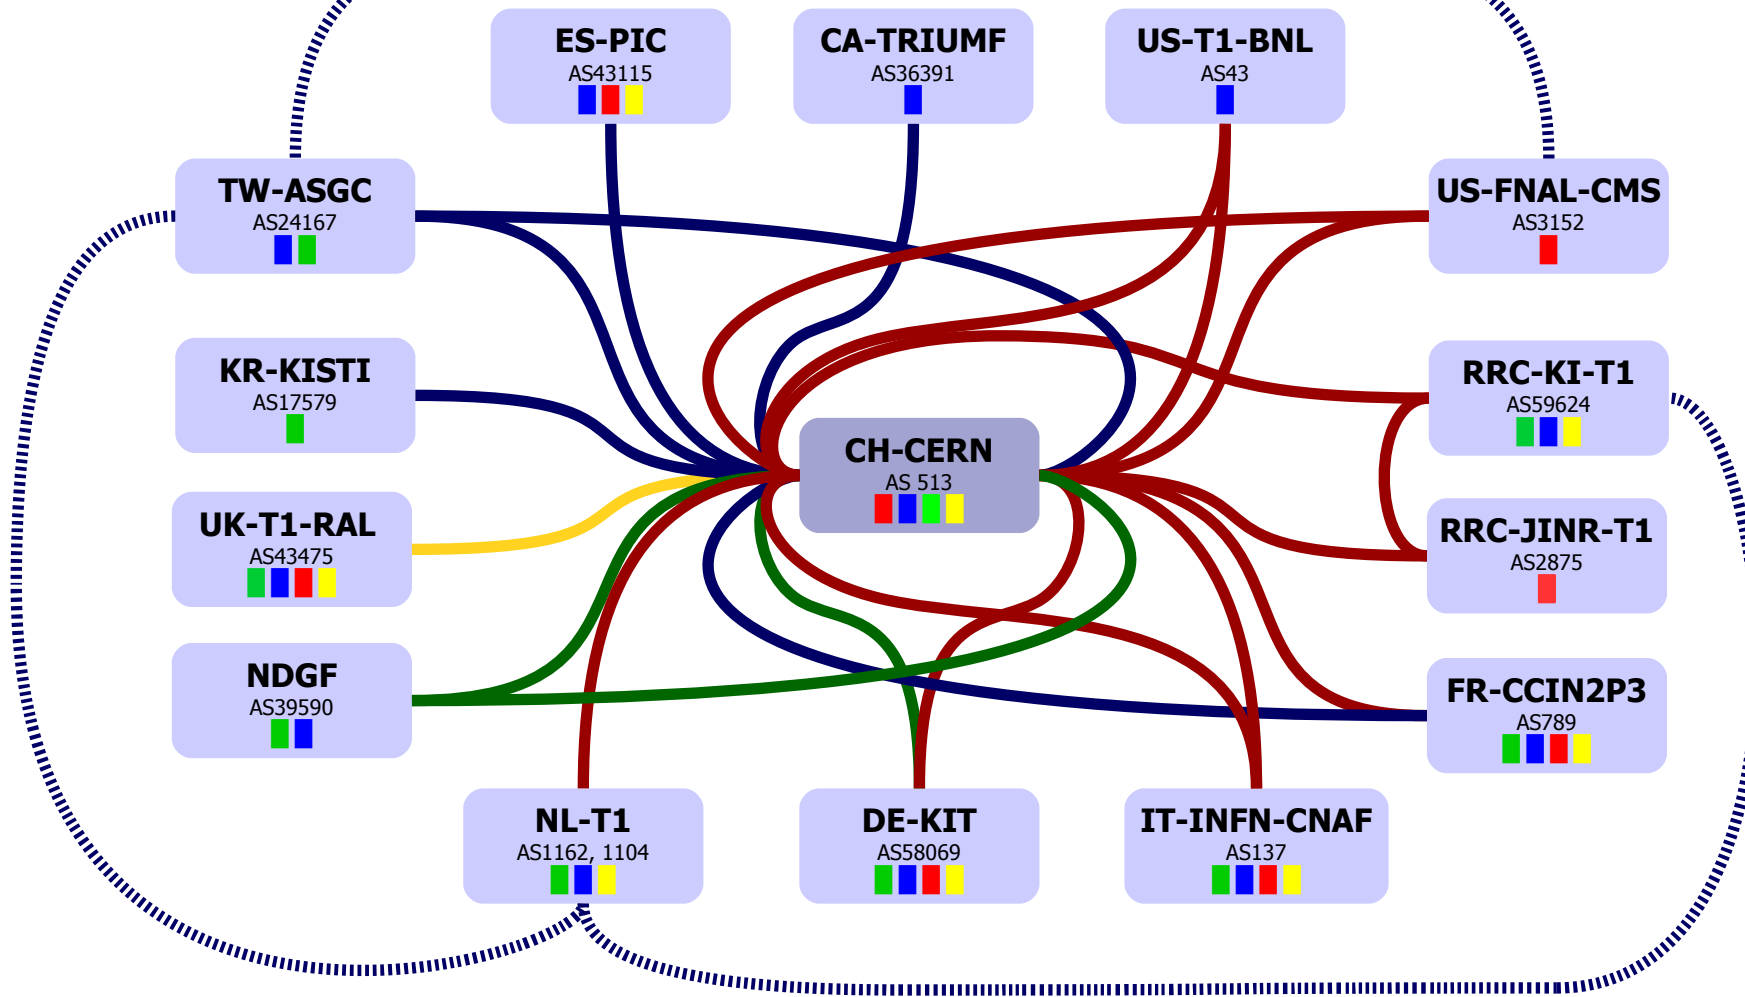 ES-PIC
AS43115
CA-TRIUMF
AS36391
US-T1-BNL
AS43
TW-ASGC
AS24167
US-FNAL-CMS
AS3152
KR-KISTI
AS17579
RRC-KI-T1
AS59624
CH-CERN
AS 513
UK-T1-RAL
AS43475
RRC-JINR-T1
AS2875
NDGF
AS39590
FR-CCIN2P3
AS789
NL-T1
AS1162, 1104
DE-KIT
AS58069
IT-INFN-CNAF
AS137